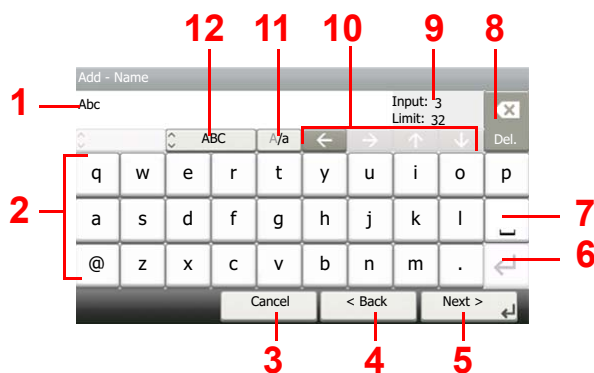 12 11 10 9 8
Add - Name
1 Abc Input: 3
Limit: 32
ABC A/a ← → ↑ ↓ Del.
q w e r t y u i o p
2 a s d f g h j k l 7
@ z x c v b n m . 6
Cancel < Back Next >
3 4 5